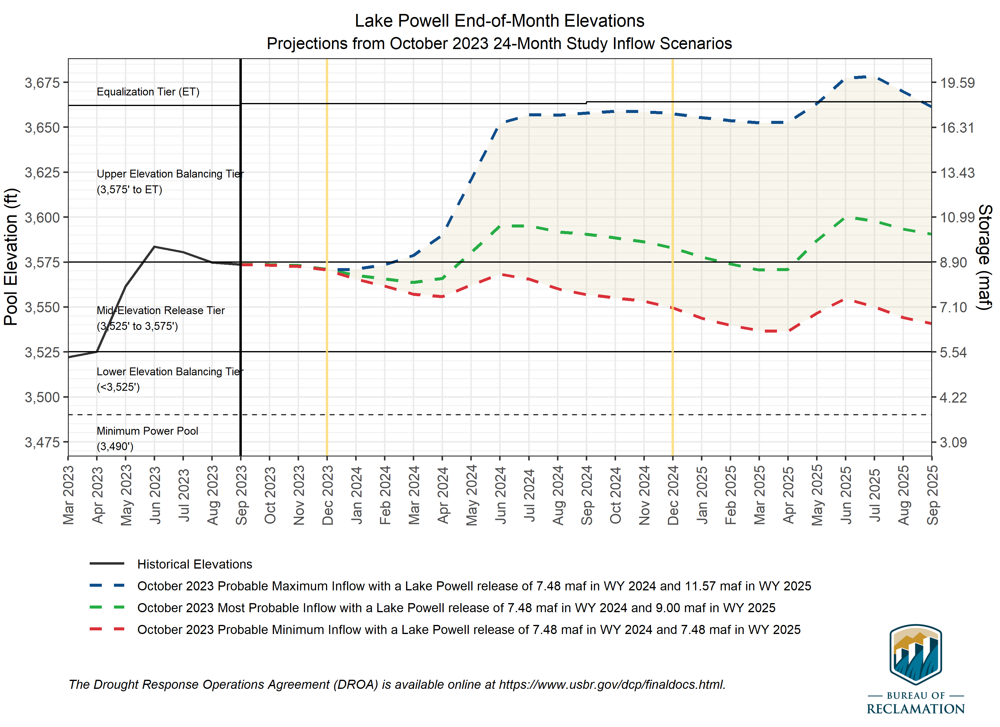 Lake Powell End-of-Month Elevations
Projections from October 2023 24-Month Study Inflow Scenarios
Pool Elevation (ft)
3,675
3,650
3,625
3,600
3,575
3,550
3,525
3,500
3,475
Equalization Tier (ET)
Upper Elevation Balancing Tier
(3,575' to ET)
Mid-Elevation Release Tier
(3,525' to 3,575')
Lower Elevation Balancing Tier
(<3,525')
Minimum Power Pool
(3,490')
19.59
16.31
13.43
10.99
8.90
7.10
5.54
4.22
3.09
Storage (maf)
Mar 2023
Apr 2023
May 2023
Jun 2023
Jul 2023
Aug 2023
Sep 2023
Oct 2023
Nov 2023
Dec 2023
Jan 2024
Feb 2024
Mar 2024
Apr 2024
May 2024
Jun 2024
Jul 2024
Aug 2024
Sep 2024
Oct 2024
Nov 2024
Dec 2024
Jan 2025
Feb 2025
Mar 2025
Apr 2025
May 2025
Jun 2025
Jul 2025
Aug 2025
Sep 2025
Historical Elevations
October 2023 Probable Maximum Inflow with a Lake Powell release of 7.48 maf in WY 2024 and 11.57 maf in WY 2025
October 2023 Most Probable Inflow with a Lake Powell release of 7.48 maf in WY 2024 and 9.00 maf in WY 2025
October 2023 Probable Minimum Inflow with a Lake Powell release of 7.48 maf in WY 2024 and 7.48 maf in WY 2025
The Drought Response Operations Agreement (DROA) is available online at https://www.usbr.gov/dcp/finaldocs.html.
BUREAU OF
RECLAMATION